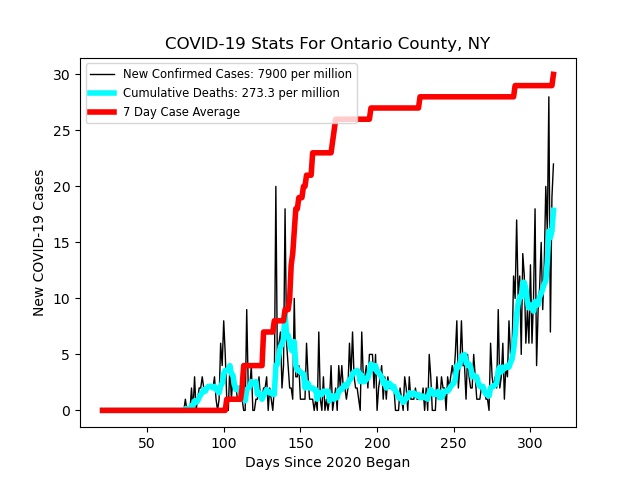 COVID-19 Stats For Ontario County, NY
New Confirmed Cases: 7900 per million
Cumulative Deaths: 273.3 per million
7 Day Case Average
New COVID-19 Cases
30
25
20
15
10
5
0
50 100 150 200 250 300
Days Since 2020 Began